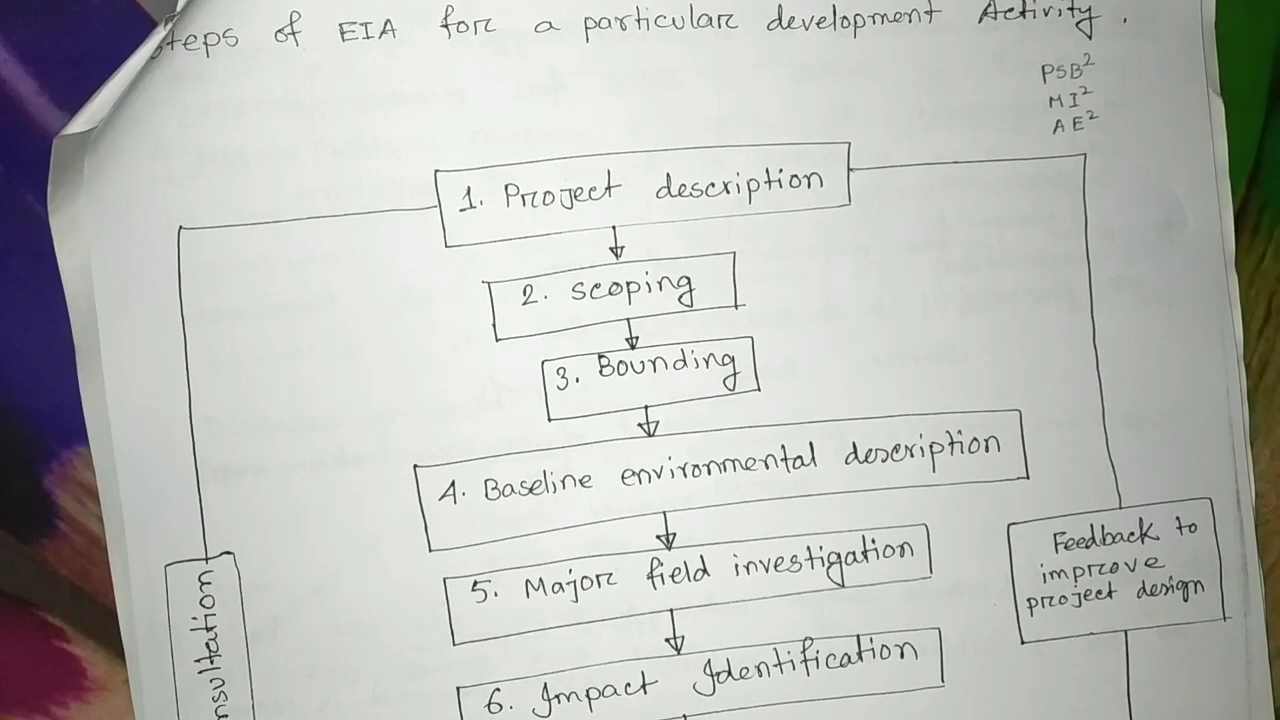 Steps of EIA for a particular development Activity.
PSB²
MI²
AE²
1. Project description
2. scoping
3. Bounding
4. Baseline environmental description
5. Major field investigation
Feedback to
improve
project design
6. Impact Identification
nsultation